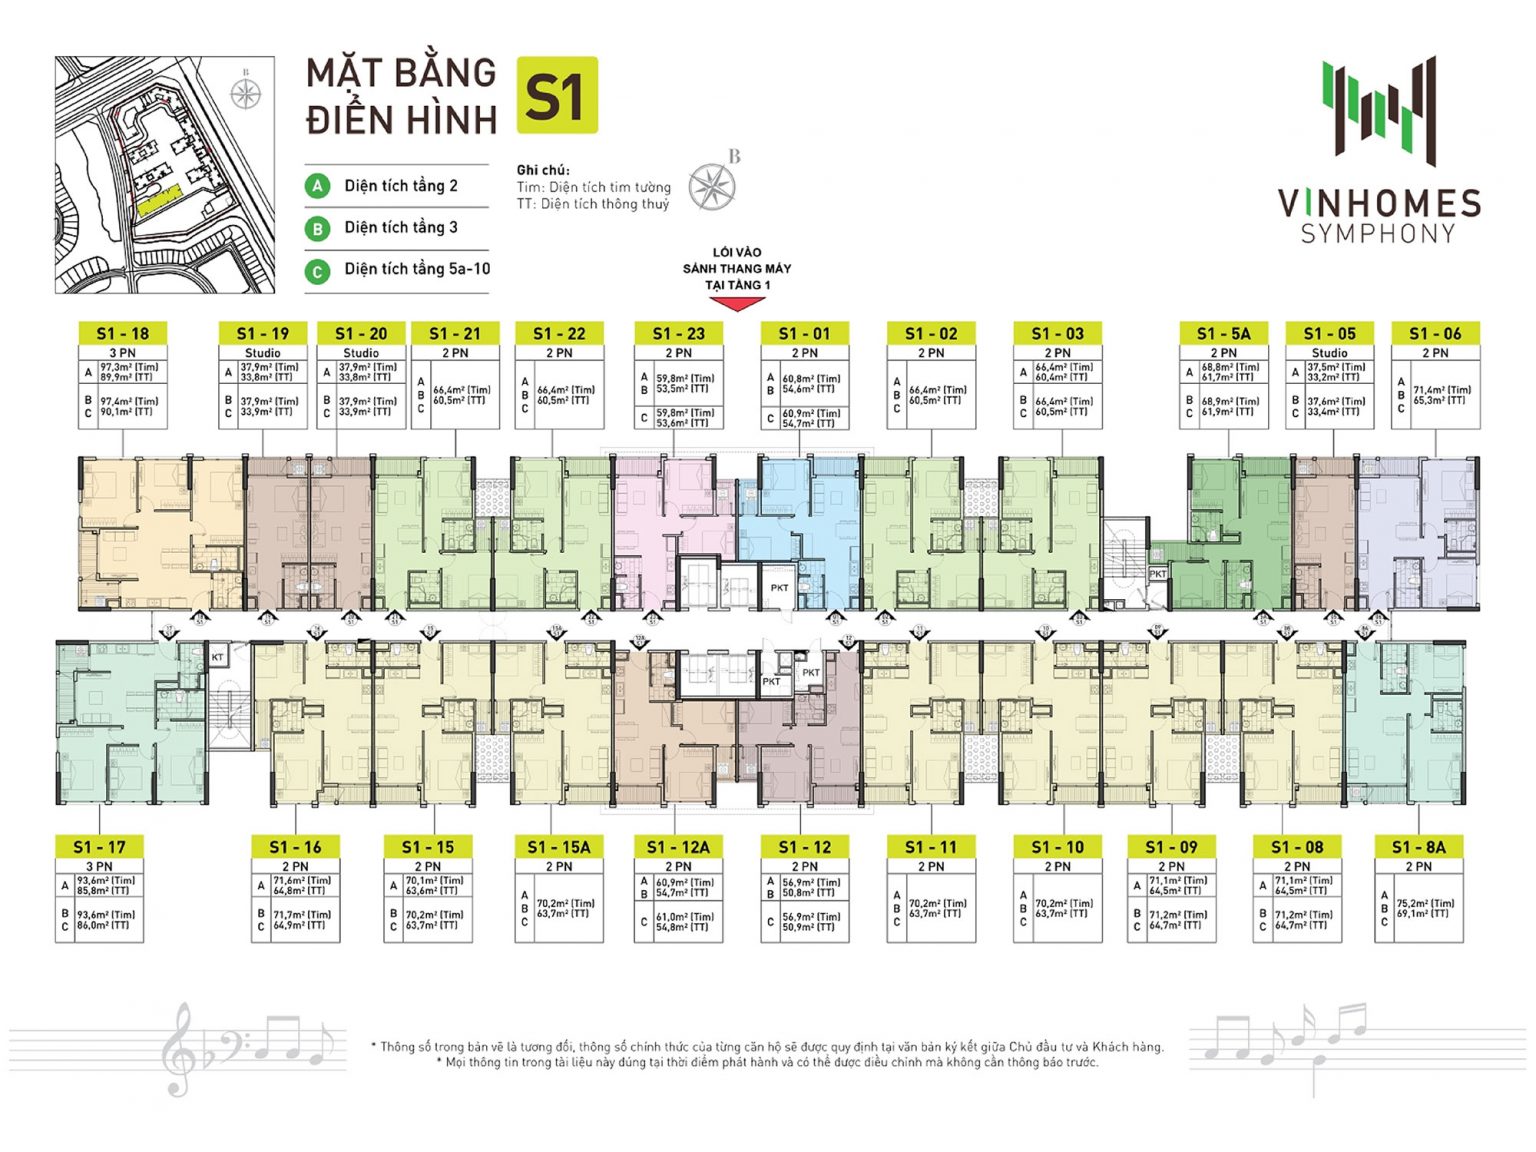 MẶT BẰNG
ĐIỂN HÌNH
S1
B
A Diện tích tầng 2
B Diện tích tầng 3
C Diện tích tầng 5a-10
Ghi chú:
Tim: Diện tích tim tường
TT: Diện tích thông thuỷ
B
VINHOMES
SYMPHONY
LỐI VÀO
SẢNH THANG MÁY
TẠI TẦNG 1
S1 - 18
3 PN
A 97,3m² (Tim)
89,9m² (TT)
B 97,4m² (Tim)
C 90,1m² (TT)
S1 - 19
Studio
A 37,9m² (Tim)
33,8m² (TT)
B 37,9m² (Tim)
C 33,9m² (TT)
S1 - 20
Studio
A 37,9m² (Tim)
33,8m² (TT)
B 37,9m² (Tim)
C 33,9m² (TT)
S1 - 21
2 PN
A
B 66,4m² (Tim)
C 60,5m² (TT)
S1 - 22
2 PN
A
B 66,4m² (Tim)
C 60,5m² (TT)
S1 - 23
2 PN
A 59,8m² (Tim)
B 53,5m² (TT)
C 59,8m² (Tim)
53,6m² (TT)
S1 - 01
2 PN
A 60,8m² (Tim)
B 54,6m² (TT)
C 60,9m² (Tim)
54,7m² (TT)
S1 - 02
2 PN
A
B 66,4m² (Tim)
C 60,5m² (TT)
S1 - 03
2 PN
A 66,4m² (Tim)
60,4m² (TT)
B 66,4m² (Tim)
C 60,5m² (TT)
S1 - 5A
2 PN
A 68,8m² (Tim)
61,7m² (TT)
B 68,9m² (Tim)
C 61,9m² (TT)
S1 - 05
Studio
A 37,5m² (Tim)
33,2m² (TT)
B 37,6m² (Tim)
C 33,4m² (TT)
S1 - 06
2 PN
A
B 71,4m² (Tim)
C 65,3m² (TT)
PKT
PKT
KT
PKT
PKT
S1 - 17
3 PN
A 93,6m² (Tim)
85,8m² (TT)
B 93,6m² (Tim)
C 86,0m² (TT)
S1 - 16
2 PN
A 71,6m² (Tim)
64,8m² (TT)
B 71,7m² (Tim)
C 64,9m² (TT)
S1 - 15
2 PN
A 70,1m² (Tim)
63,6m² (TT)
B 70,2m² (Tim)
C 63,7m² (TT)
S1 - 15A
2 PN
A
B 70,2m² (Tim)
C 63,7m² (TT)
S1 - 12A
2 PN
A 60,9m² (Tim)
B 54,7m² (TT)
C 61,0m² (Tim)
54,8m² (TT)
S1 - 12
2 PN
A 56,9m² (Tim)
B 50,8m² (TT)
C 56,9m² (Tim)
50,9m² (TT)
S1 - 11
2 PN
A
B 70,2m² (Tim)
C 63,7m² (TT)
S1 - 10
2 PN
A
B 70,2m² (Tim)
C 63,7m² (TT)
S1 - 09
2 PN
A 71,1m² (Tim)
64,5m² (TT)
B 71,2m² (Tim)
C 64,7m² (TT)
S1 - 08
2 PN
A 71,1m² (Tim)
64,5m² (TT)
B 71,2m² (Tim)
C 64,7m² (TT)
S1 - 8A
2 PN
A
B 75,2m² (Tim)
C 69,1m² (TT)
* Thông số trong bản vẽ là tương đối, thông số chính thức của từng căn hộ sẽ được quy định tại văn bản ký kết giữa Chủ đầu tư và Khách hàng.
* Mọi thông tin trong tài liệu này đúng tại thời điểm phát hành và có thể được điều chỉnh mà không cần thông báo trước.